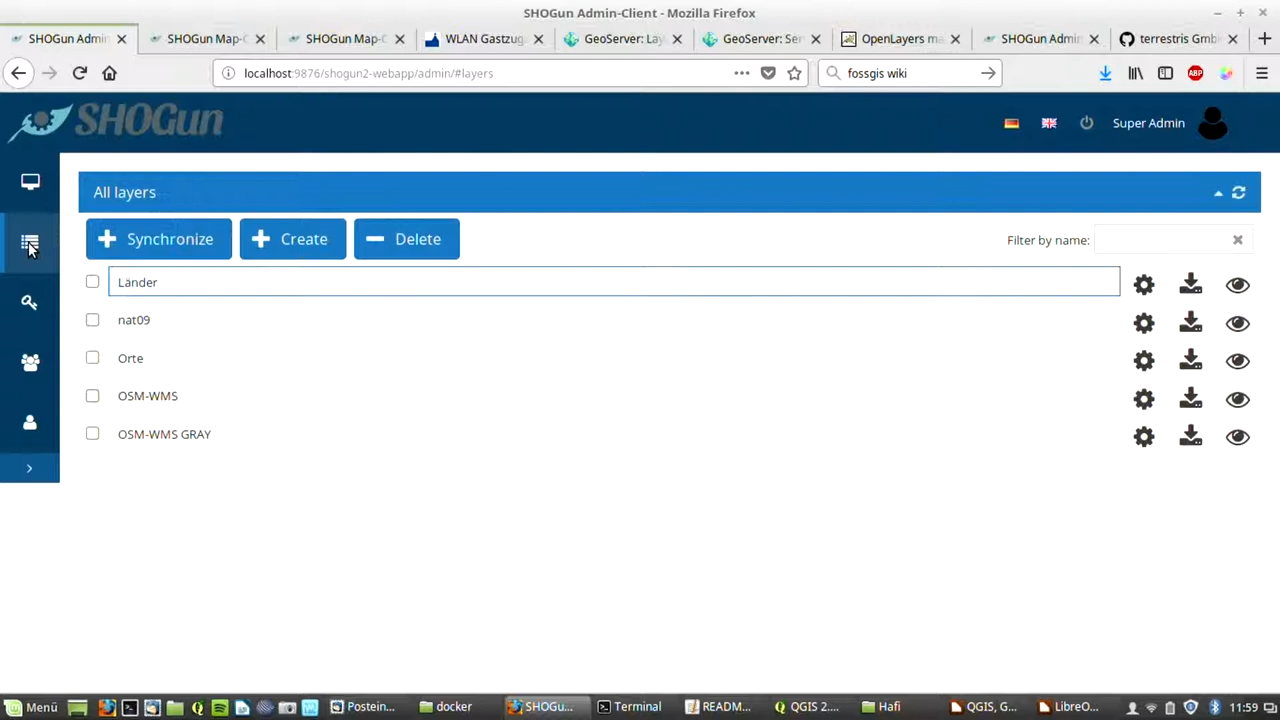 SHOGun Admin-Client - Mozilla Firefox
SHOGun Admin
SHOGun Map-C
SHOGun Map-C
WLAN Gastzug
GeoServer: Lay
GeoServer: Ser
OpenLayers ma
SHOGun Admin
terrestris Gmb
localhost:9876/shogun2-webapp/admin/#layers
fossgis wiki
ABP
SHOGun
Super Admin
All layers
Synchronize
Create
Delete
Filter by name:
Länder
nat09
Orte
OSM-WMS
OSM-WMS GRAY
Menü
Postein...
docker
SHOGu...
Terminal
READM...
QGIS 2....
Hafi
QGIS, G...
LibreO...
11:59